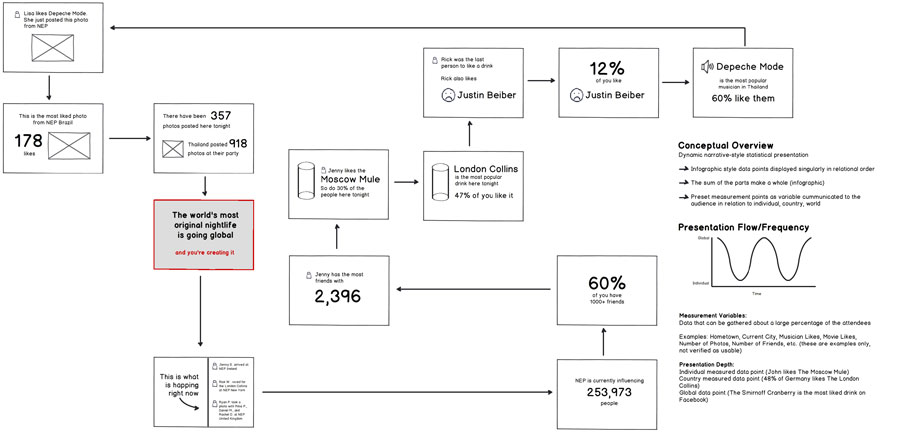 Lisa likes Depeche Mode.
She just posted this photo
from NEP
This is the most liked photo
from NEP Brazil
178
likes
There have been 357
photos posted here tonight
Thailand posted 918
photos at their party
The world's most
original nightlife
is going global
and you're creating it
This is what
is happing
right now
Jenny D. arrived at
NEP Ireland
Rick W. voted for
the London Collins
at NEP New York
Ryan P. took a
photo with Mike P.,
Daniel M., and
Rachel D. at NEP
United Kingdom
NEP is currently influencing
253,973
people
60%
of you have
1000+ friends
Jenny has the most
friends with
2,396
Jenny likes the
Moscow Mule
So do 30% of the
people here tonight
London Collins
is the most popular
drink here tonight
47% of you like it
Rick was the last
person to like a drink
Rick also likes
Justin Beiber
12%
of you like
Justin Beiber
Depeche Mode
is the most popular
musician in Thailand
60% like them
Conceptual Overview
Dynamic narrative-style statistical presentation
Infographic style data points displayed singularly in relational order
The sum of the parts make a whole (infographic)
Preset measurement points as variable communicated to the
audience in relation to individual, country, world
Presentation Flow/Frequency
Global
Individual
Time
Measurement Variables:
Data that can be gathered about a large percentage of the attendees
Examples: Hometown, Current City, Musician Likes, Movie Likes,
Number of Photos, Number of Friends, etc. (these are examples only,
not verified as usable)
Presentation Depth:
Individual measured data point (John likes The Moscow Mule)
Country measured data point (48% of Germany likes The London
Collins)
Global data point (The Smirnoff Cranberry is the most liked drink on
Facebook)